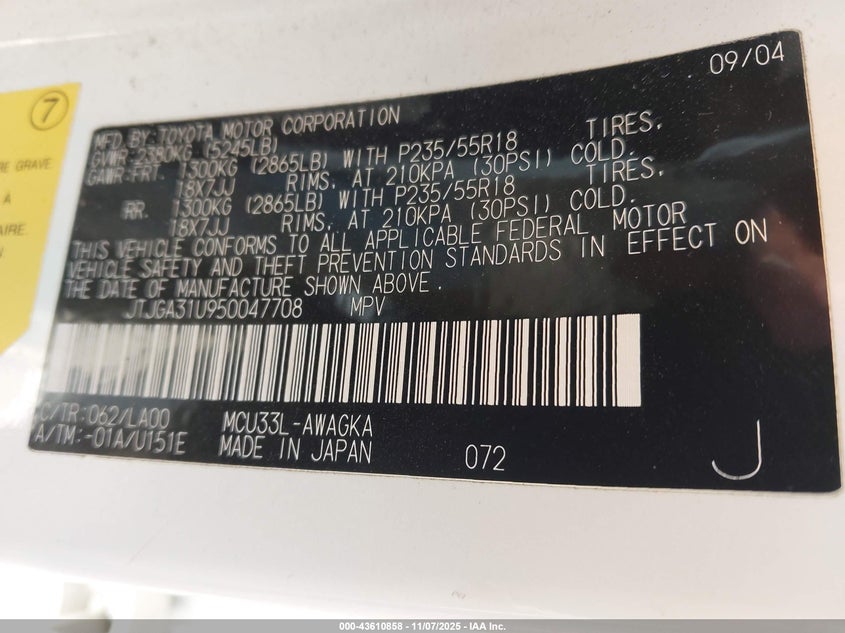 7
RE GRAVE
À
AIRE.
09/04
MFD. BY: TOYOTA MOTOR CORPORATION
GVWR: 2380KG (5245LB)
GAWR: FRT. 1300KG (2865LB) WITH P235/55R18 TIRES.
18X7JJ RIMS. AT 210KPA (30PSI) COLD.
RR. 1300KG (2865LB) WITH P235/55R18 TIRES.
18X7JJ RIMS. AT 210KPA (30PSI) COLD.
THIS VEHICLE CONFORMS TO ALL APPLICABLE FEDERAL MOTOR
VEHICLE SAFETY AND THEFT PREVENTION STANDARDS IN EFFECT ON
THE DATE OF MANUFACTURE SHOWN ABOVE.
JTJGA31U950047708 MPV
C/TR: 062/LA00 MCU33L-AWAGKA
A/TM: -01A/U151E MADE IN JAPAN 072 J
000-43610858 - 11/07/2025 - IAA Inc.